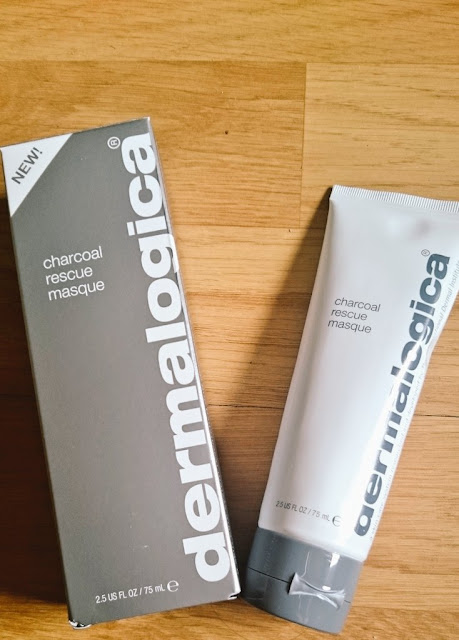 NEW!
charcoal
rescue
masque
dermalogica®
2.5 US FL OZ / 75 mL ℮
charcoal
rescue
masque
dermalogica®
2.5 US FL OZ / 75 mL ℮